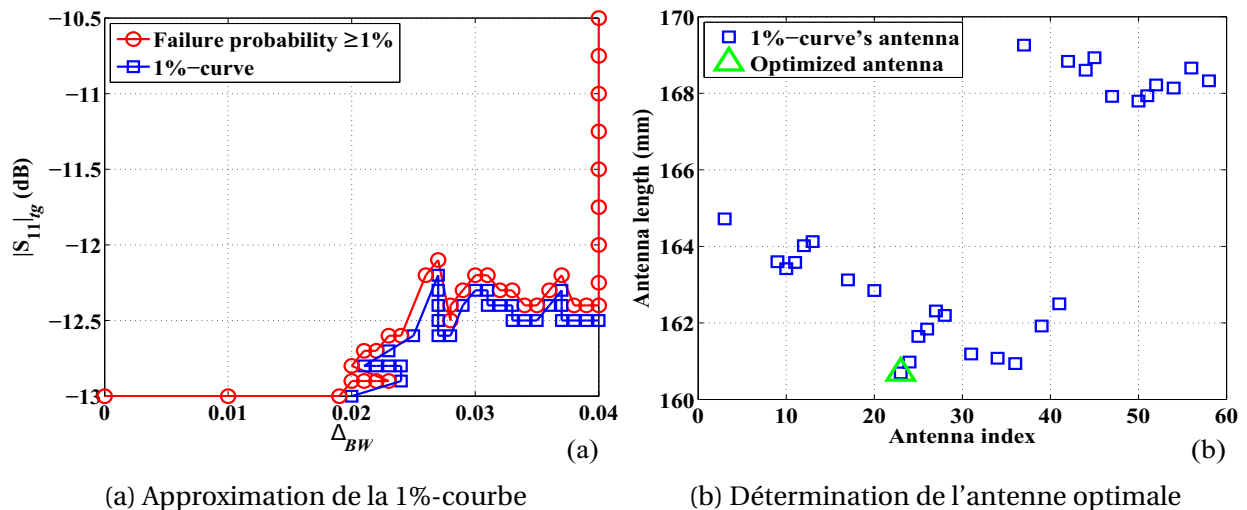 −10.5
−11
−11.5
−12
−12.5
−13
|S11|tg (dB)
Failure probability ≥1%
1%−curve
0 0.01 0.02 0.03 0.04
ΔBW
(a)
170
168
166
164
162
160
Antenna length (mm)
1%−curve's antenna
Optimized antenna
0 10 20 30 40 50 60
Antenna index
(b)
(a) Approximation de la 1%-courbe
(b) Détermination de l'antenne optimale